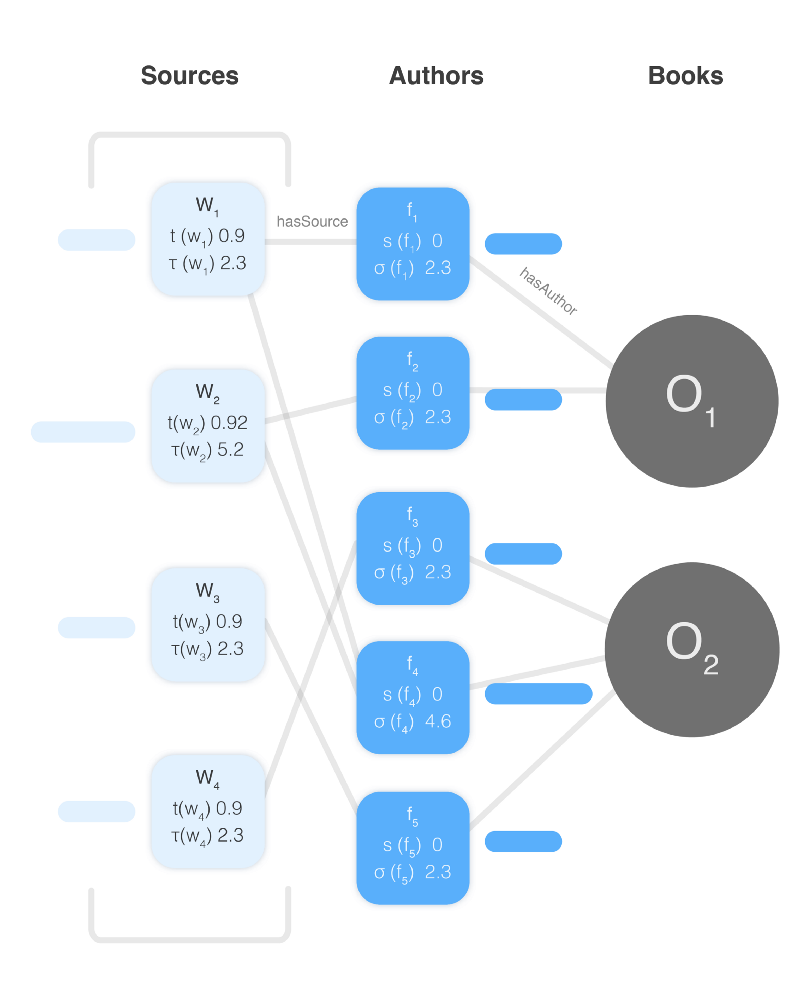 Sources
Authors
Books
W1
t (w1) 0.9
τ (w1) 2.3
hasSource
f1
s (f1) 0
σ (f1) 2.3
hasAuthor
W2
t(w2) 0.92
τ(w2) 5.2
f2
s (f2) 0
σ (f2) 2.3
O1
W3
t(w3) 0.9
τ(w3) 2.3
f3
s (f3) 0
σ (f3) 2.3
f4
s (f4) 0
σ (f4) 4.6
O2
W4
t(w4) 0.9
τ(w4) 2.3
f5
s (f5) 0
σ (f5) 2.3